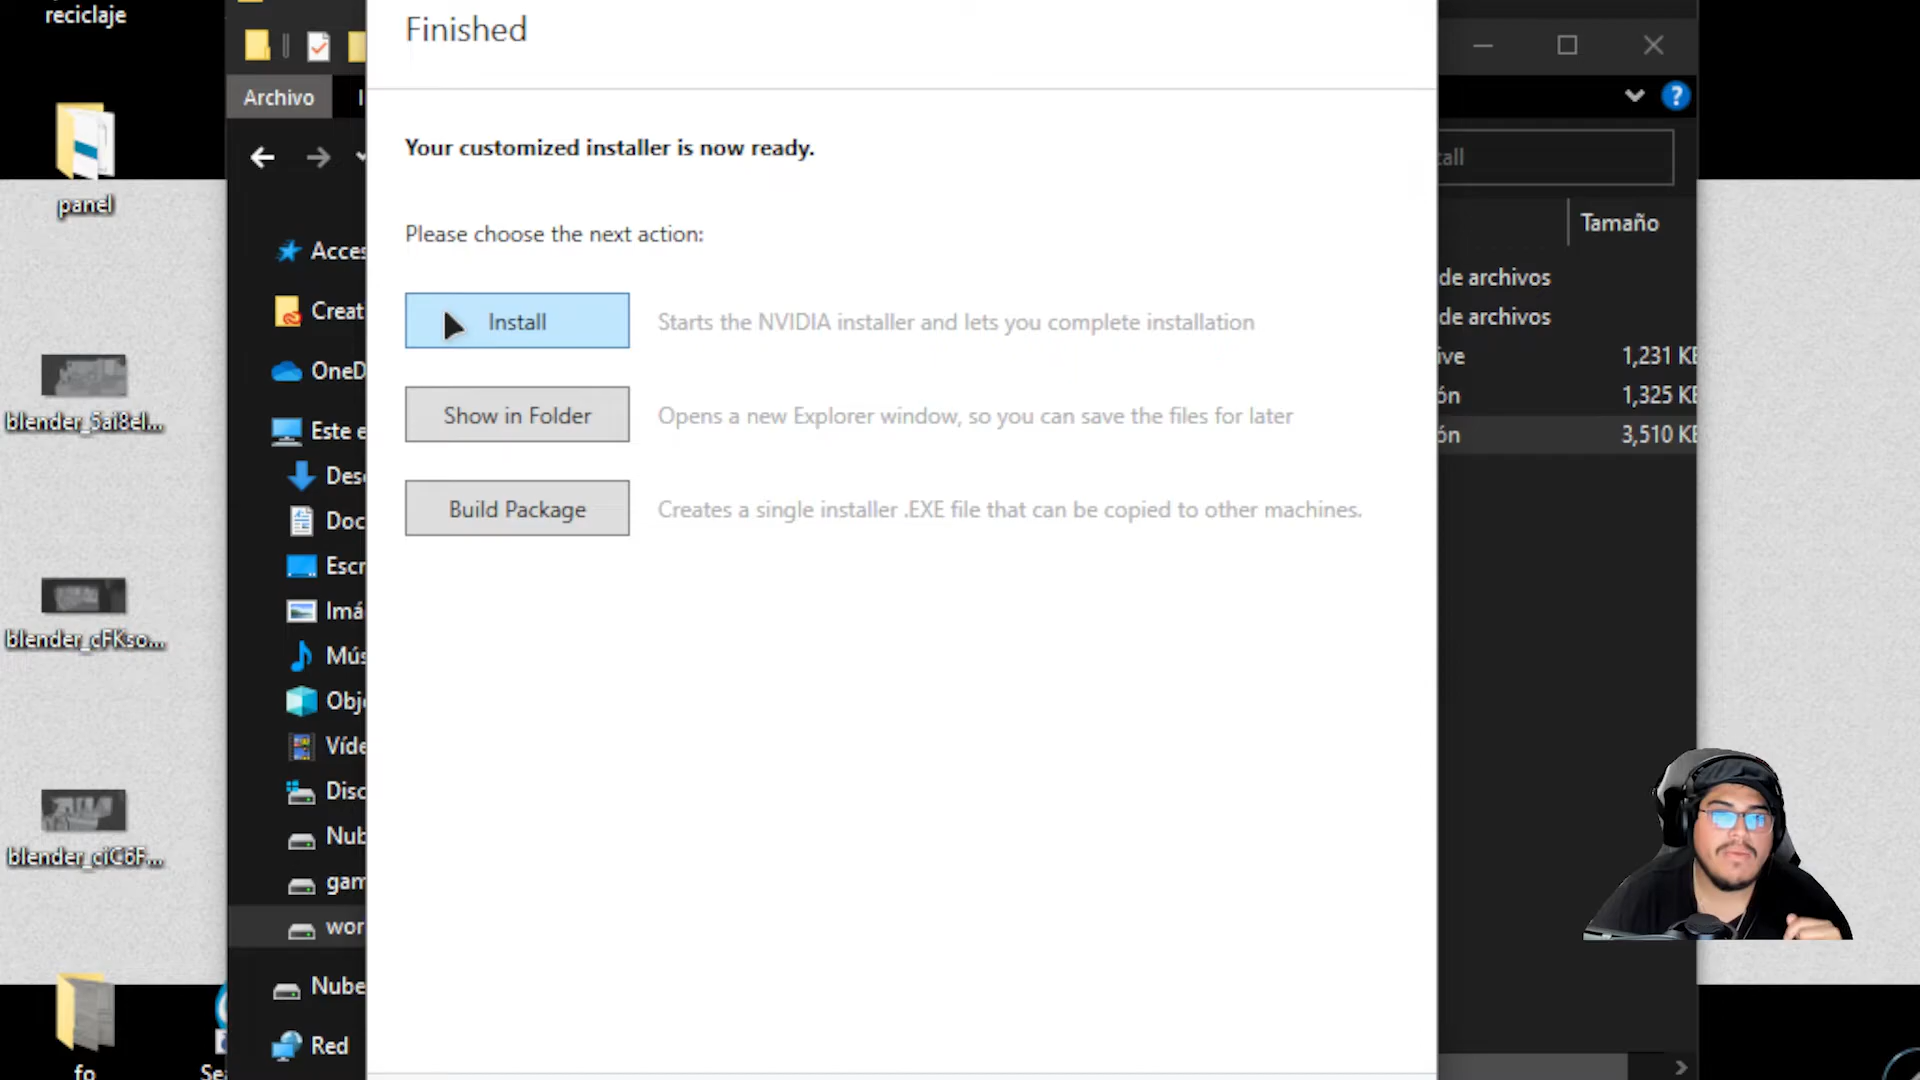 reciclaje
panel
blender_5ai8el...
blender_cFKso...
blender_ciC6F...
fo
Archivo
Acces
Creat
OneD
Este e
Desc
Doc
Escr
Imá
Mús
Obje
Víde
Disc
Nub
gam
wor
Nube
Red
Finished
Your customized installer is now ready.
Please choose the next action:
Install
Starts the NVIDIA installer and lets you complete installation
Show in Folder
Opens a new Explorer window, so you can save the files for later
Build Package
Creates a single installer .EXE file that can be copied to other machines.
?
tall
Tamaño
de archivos
de archivos
ive
1,231 KB
ón
1,325 KB
ón
3,510 KB